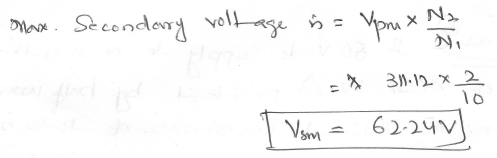 Max. Secondary voltage is = Vpm × N₂/N₁
= × 311.12 × 2/10
Vsm = 62.24V